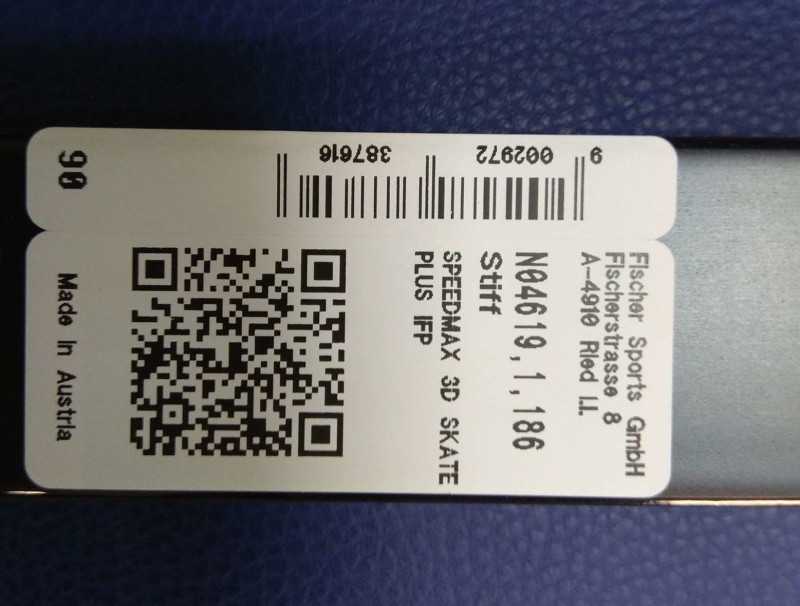 Fischer Sports GmbH
Fischerstrasse 8
A-4910 Ried I.I.
N04619,1,186
Stiff
SPEEDMAX 3D SKATE
PLUS IFP
Made In Austria
9 002972 387616
90